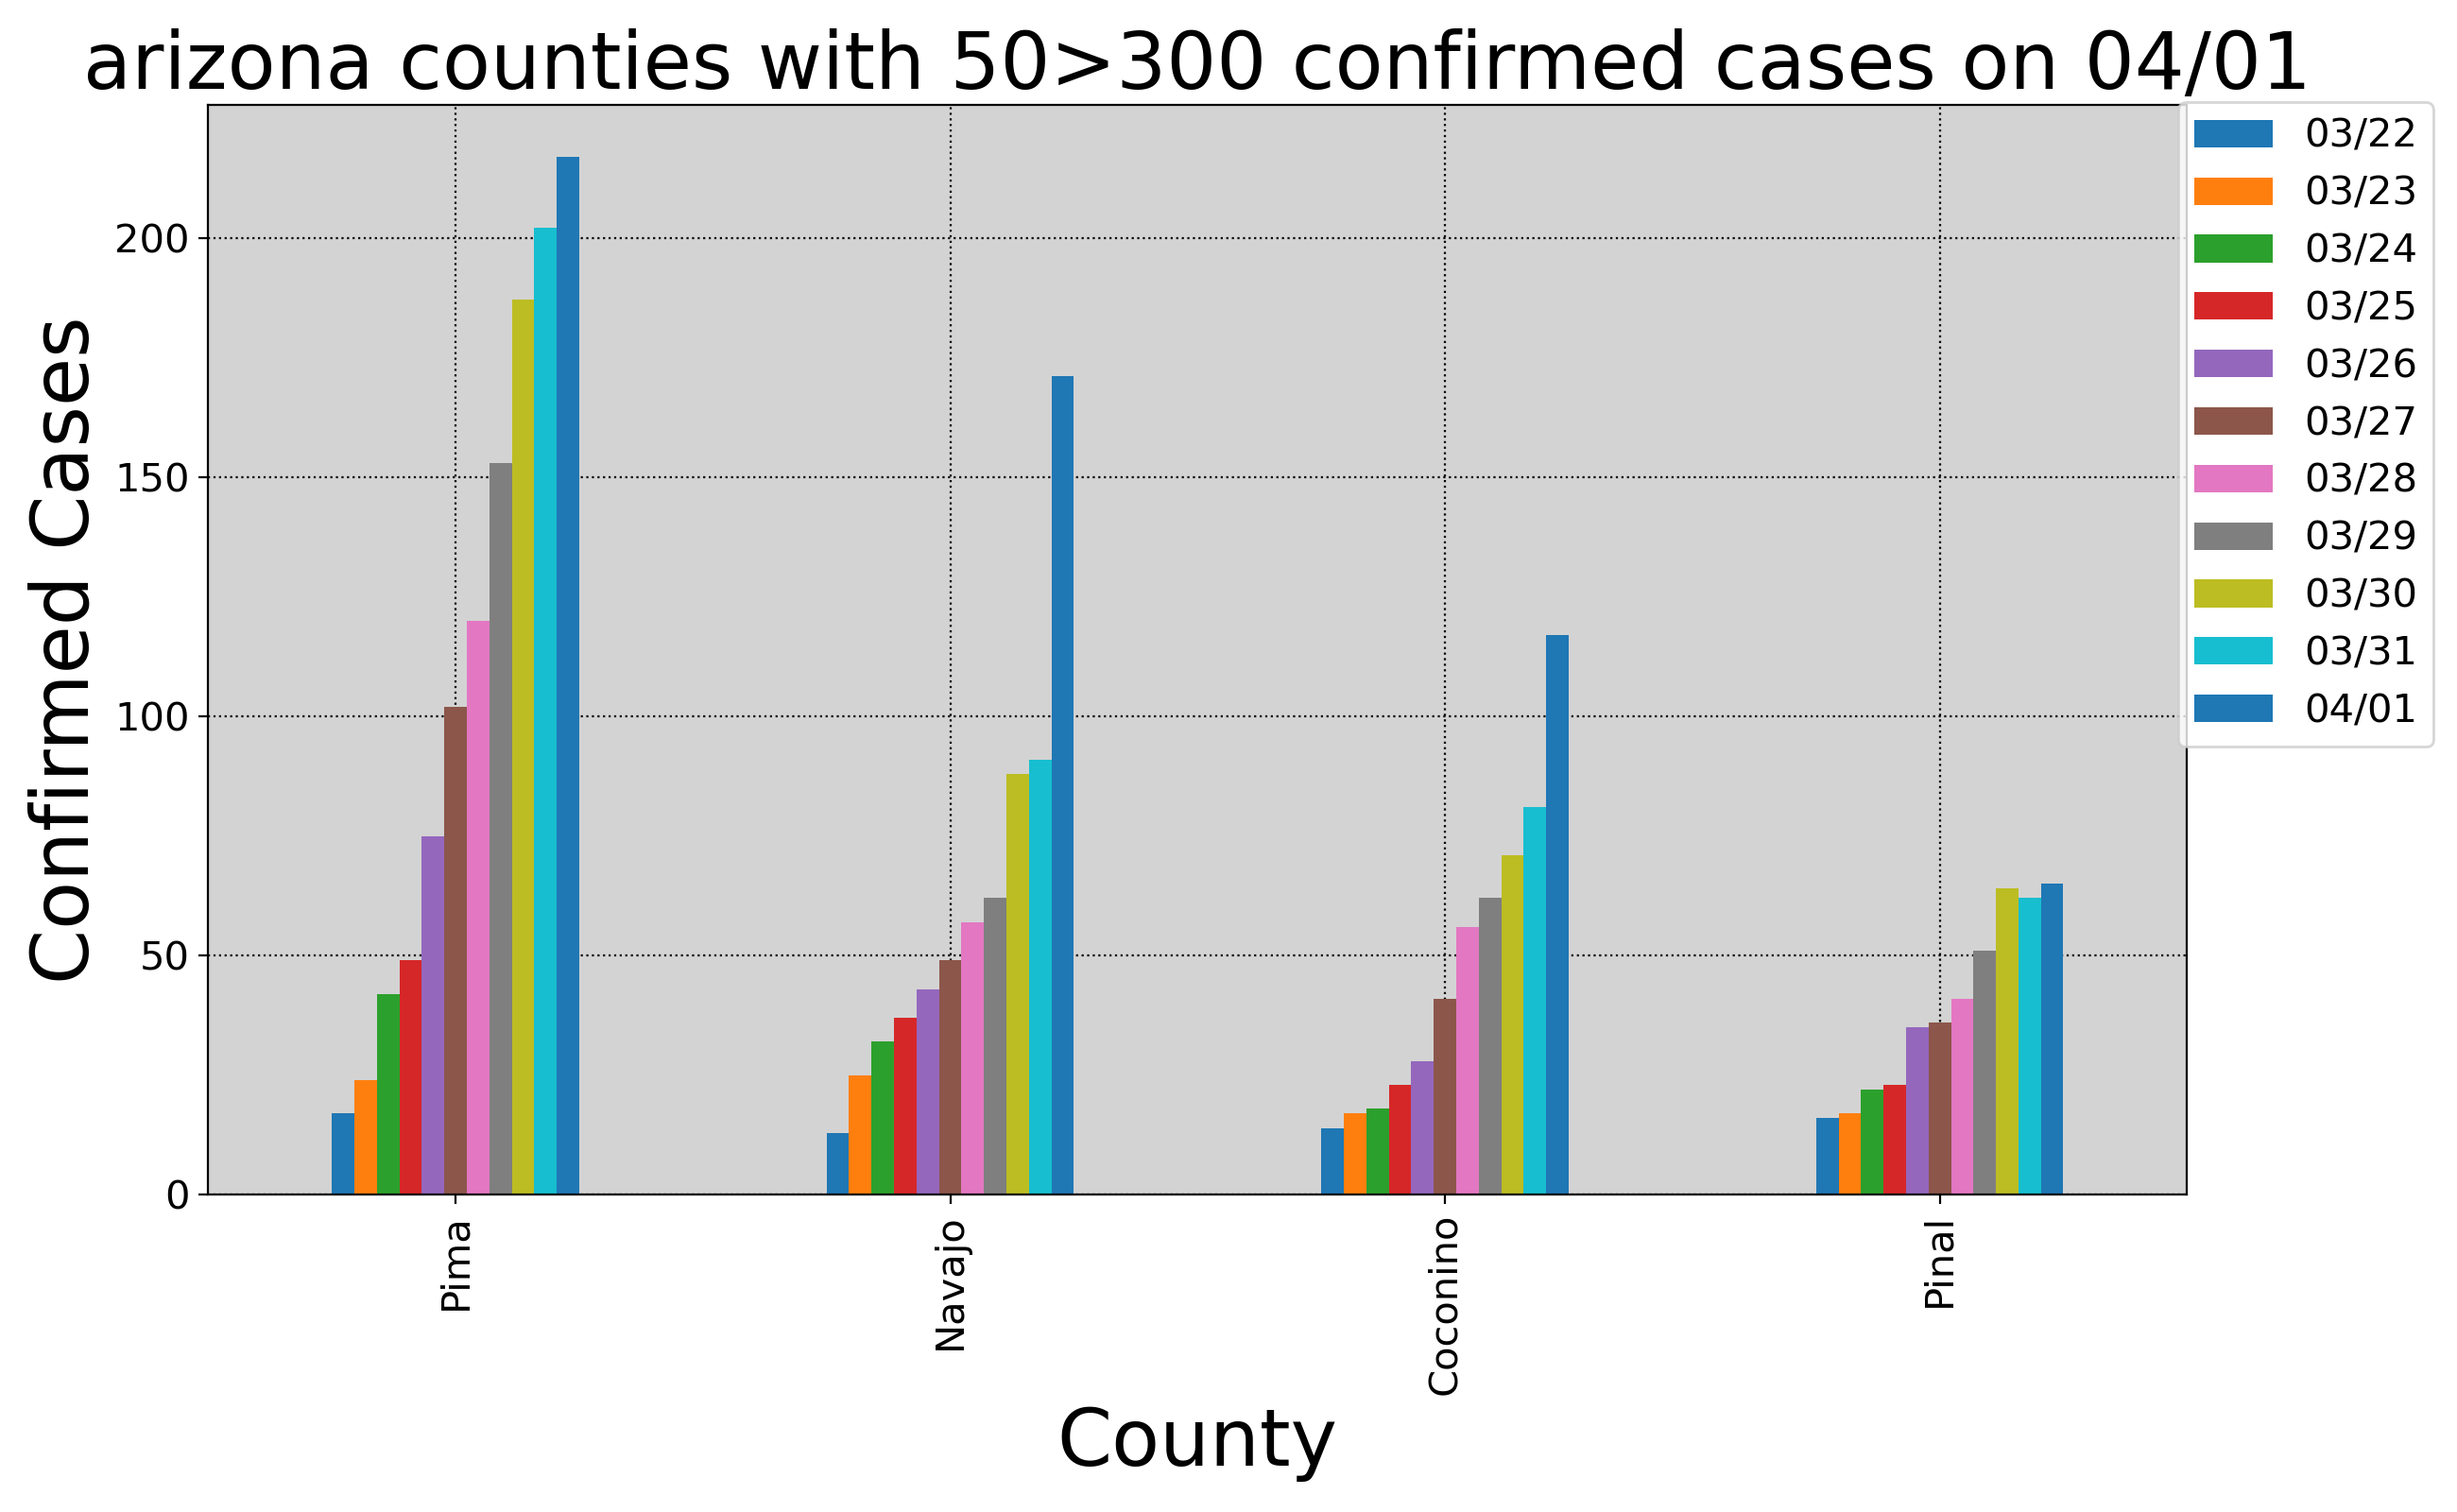 arizona counties with 50>300 confirmed cases on 04/01
Confirmed Cases
200
150
100
50
0
03/22
03/23
03/24
03/25
03/26
03/27
03/28
03/29
03/30
03/31
04/01
Pima
Navajo
Coconino
Pinal
County